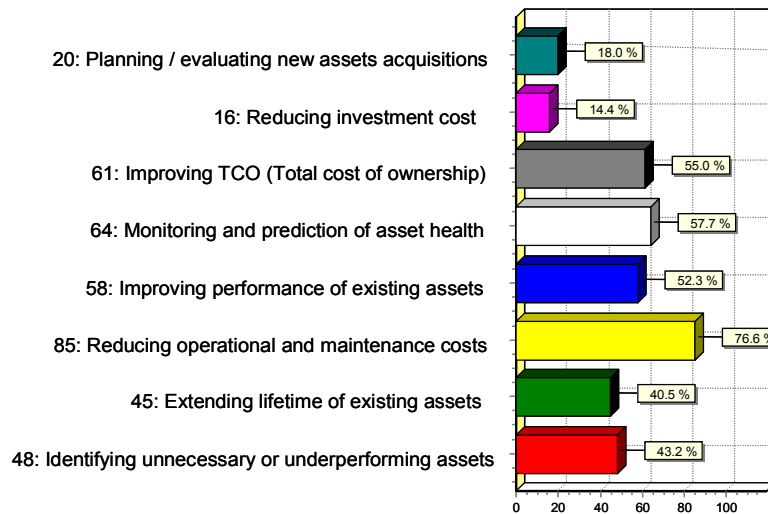 20: Planning / evaluating new assets acquisitions
18.0 %
16: Reducing investment cost
14.4 %
61: Improving TCO (Total cost of ownership)
55.0 %
64: Monitoring and prediction of asset health
57.7 %
58: Improving performance of existing assets
52.3 %
85: Reducing operational and maintenance costs
76.6 %
45: Extending lifetime of existing assets
40.5 %
48: Identifying unnecessary or underperforming assets
43.2 %
0 20 40 60 80 100